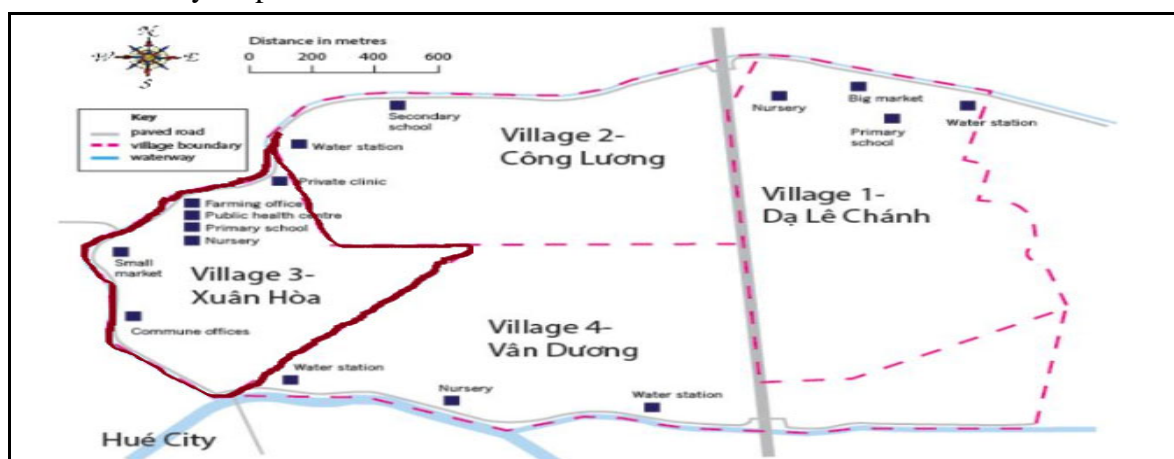 N
W E
S
Distance in metres
0 200 400 600
Key
paved road
village boundary
waterway
Secondary
school
Water station
Private clinic
Farming office
Public health centre
Primary school
Nursery
Small
market
Commune offices
Village 3-
Xuân Hòa
Village 2-
Công Lương
Nursery
Big market
Primary
school
Water station
Village 1-
Dạ Lê Chánh
Village 4-
Vân Dương
Water station
Nursery
Water station
Hué City